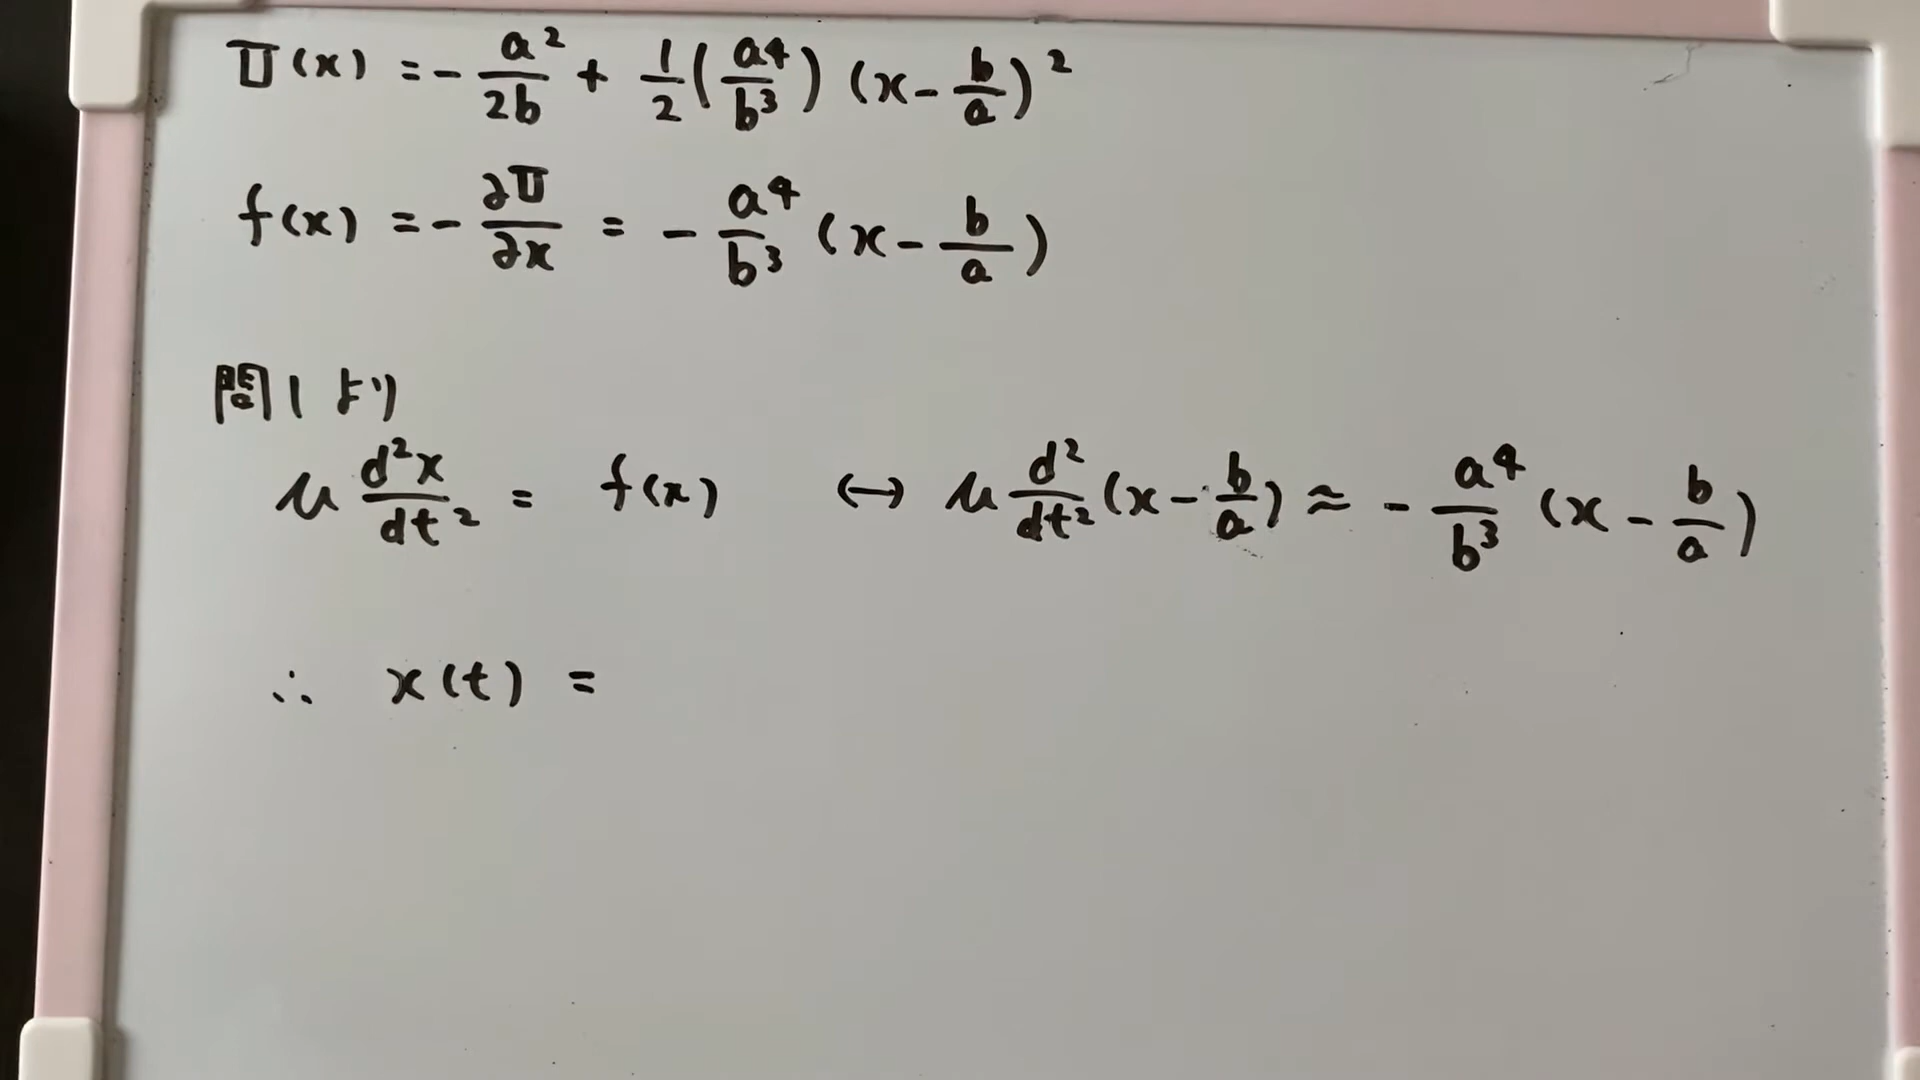 U(x) = - a²/2b + 1/2 (a⁴/b³) (x - b/a)²
f(x) = - ∂U/∂x = - a⁴/b³ (x - b/a)
問1より
μ d²x/dt² = f(x) ↔ μ d²/dt² (x - b/a) ≈ - a⁴/b³ (x - b/a)
∴ x(t) =